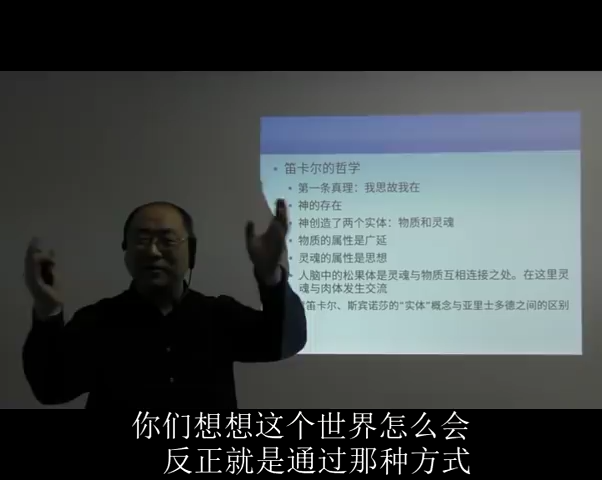 笛卡尔的哲学
第一条真理：我思故我在
神的存在
神创造了两个实体：物质和灵魂
物质的属性是广延
灵魂的属性是思想
人脑中的松果体是灵魂与物质互相连接之处。在这里灵
魂与肉体发生交流
笛卡尔、斯宾诺莎的“实体”概念与亚里士多德之间的区别
你们想想这个世界怎么会
反正就是通过那种方式